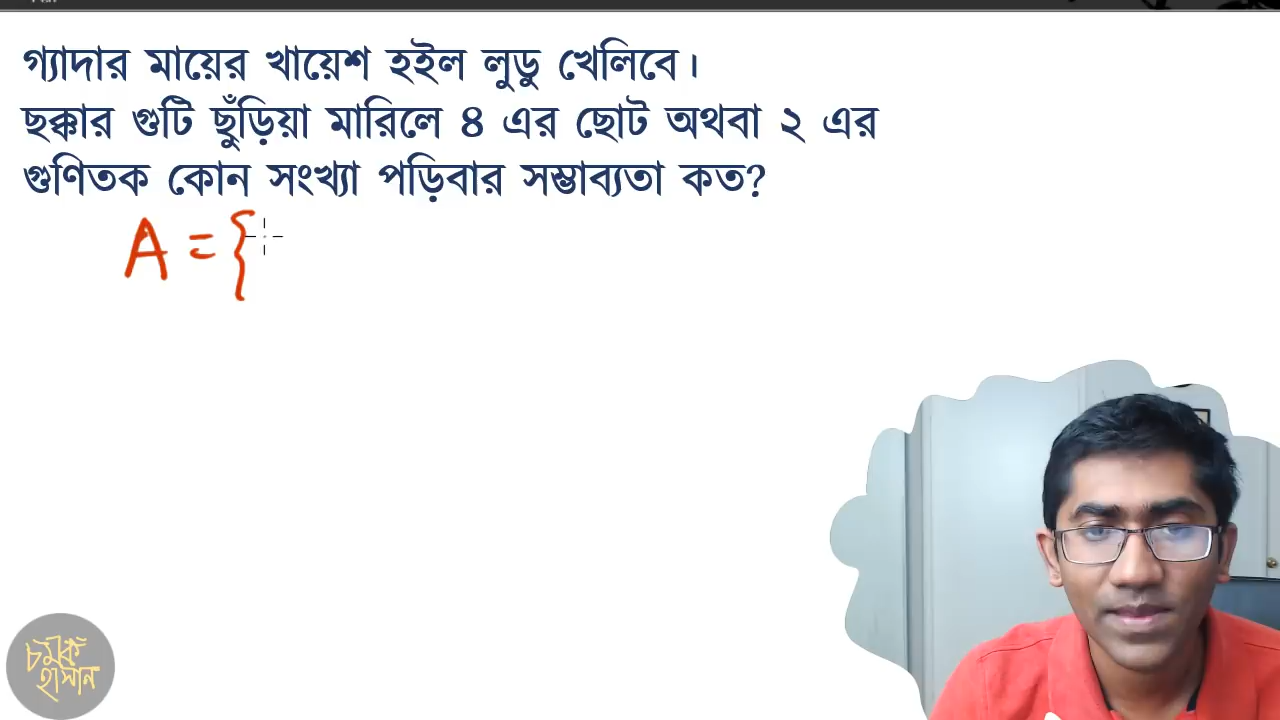 গ্যাদার মায়ের খায়েশ হইল লুডু খেলিবে।
ছক্কার গুটি ছুঁড়িয়া মারিলে ৪ এর ছোট অথবা ২ এর
গুণিতক কোন সংখ্যা পড়িবার সম্ভাব্যতা কত?
A = {
চমক
হাসান